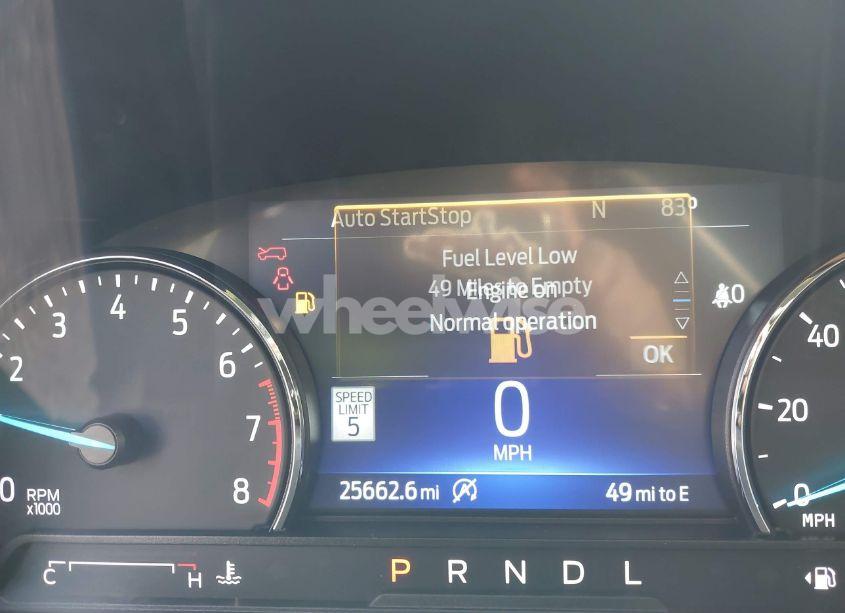 Auto StartStop N 83°
Fuel Level Low
49 Miles to Empty
Engine on
Normal operation
OK
wheelwise
SPEED
LIMIT
5
0
MPH
25662.6 mi 49 mi to E
0 2 3 4 5 6 7 8
RPM
x1000
40
20
0
MPH
C H
P R N D L